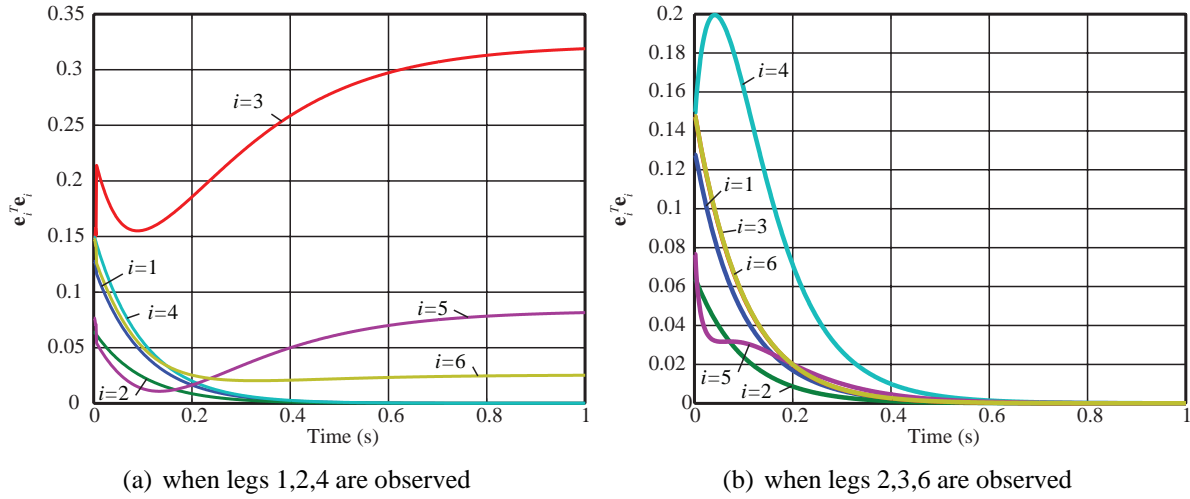 0.35
0.3
0.25
0.2
0.15
0.1
0.05
0
e_i^T e_i
i=3
i=1
i=4
i=5
i=6
i=2
0 0.2 0.4 0.6 0.8 1
Time (s)
(a) when legs 1,2,4 are observed
0.2
0.18
0.16
0.14
0.12
0.1
0.08
0.06
0.04
0.02
0
e_i^T e_i
i=4
i=1
i=3
i=6
i=5
i=2
0 0.2 0.4 0.6 0.8 1
Time (s)
(b) when legs 2,3,6 are observed